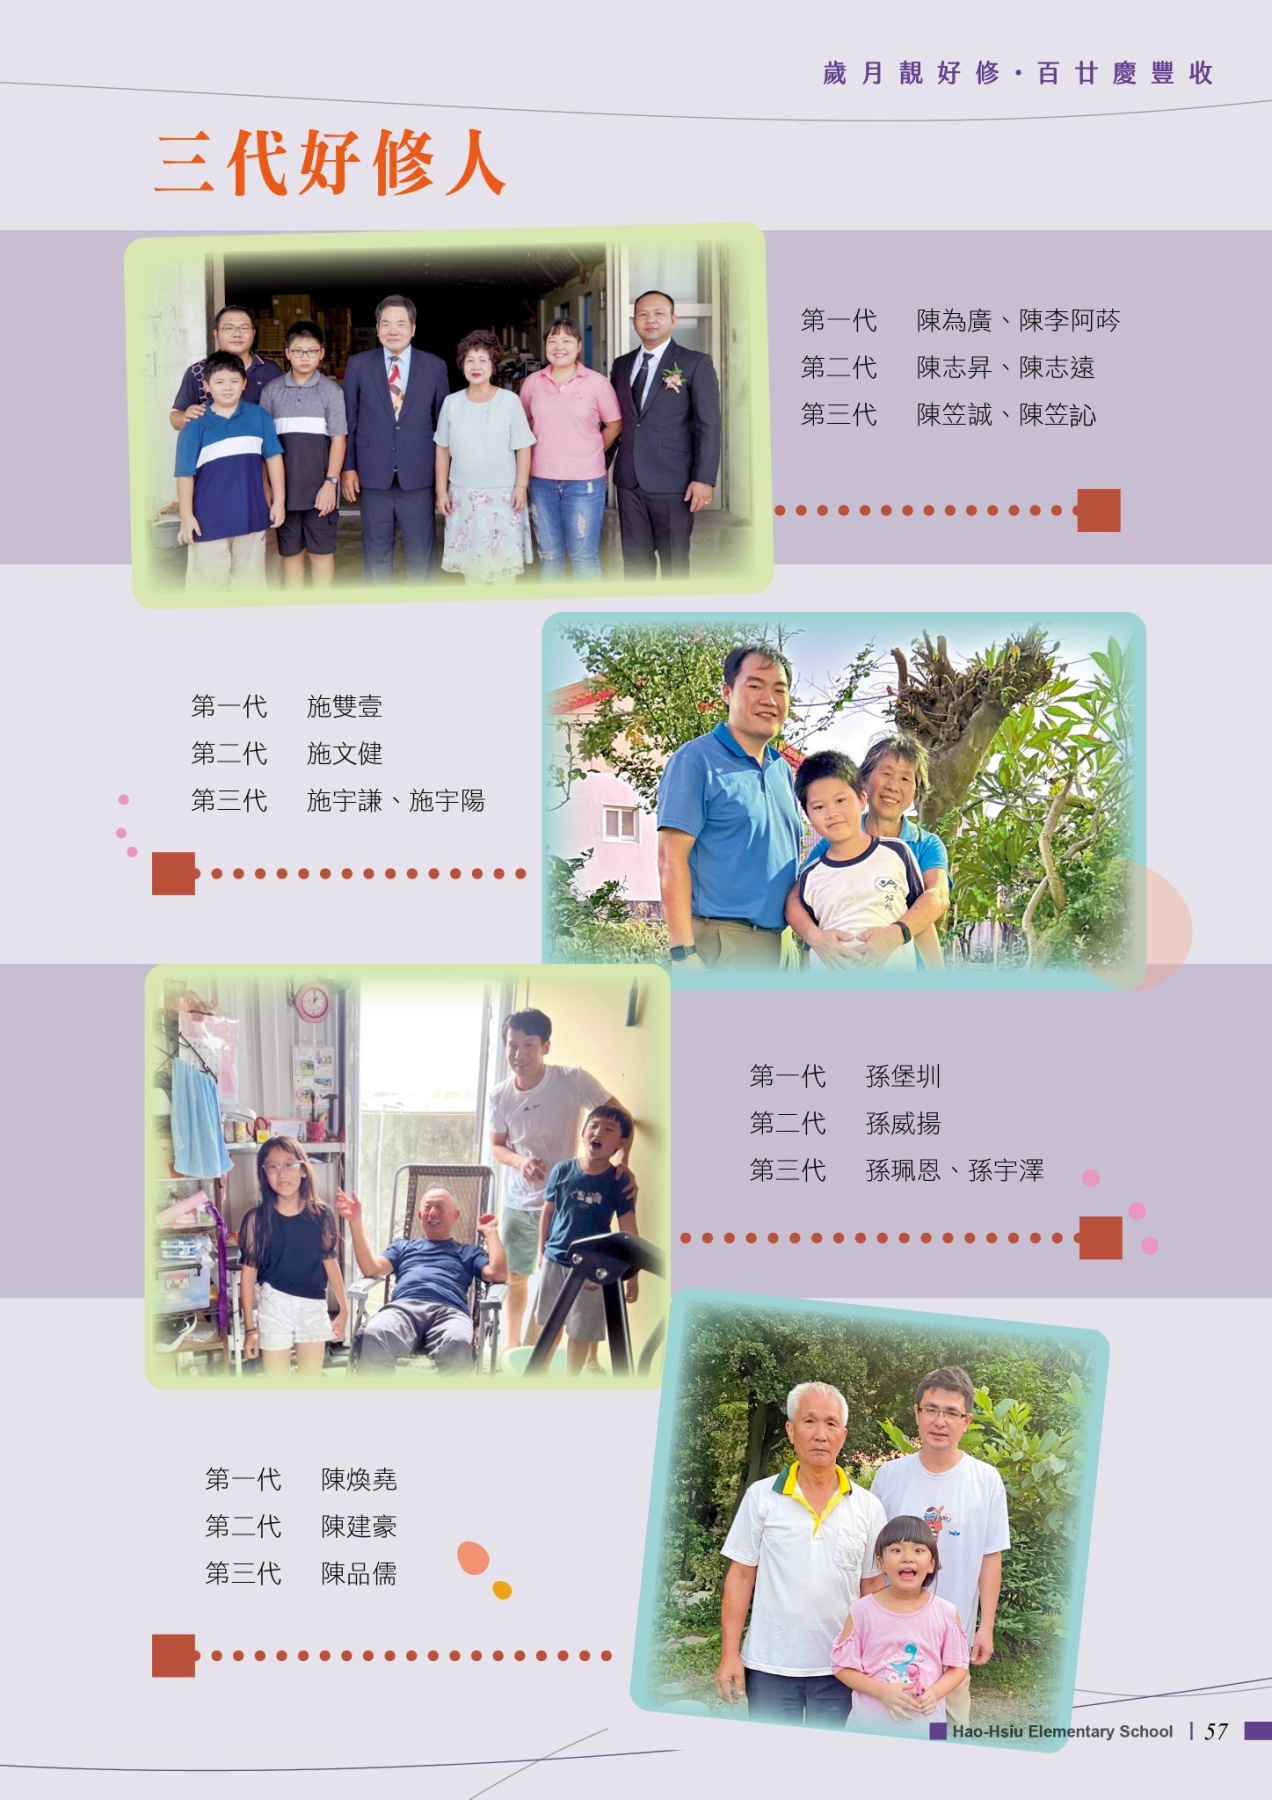 歲月靚好修・百廿慶豐收
三代好修人
第一代 陳為廣、陳李阿蕶
第二代 陳志昇、陳志遠
第三代 陳笠誠、陳笠訫
第一代 施雙壹
第二代 施文健
第三代 施宇謙、施宇陽
第一代 孫堡圳
第二代 孫威揚
第三代 孫珮恩、孫宇澤
第一代 陳煥堯
第二代 陳建豪
第三代 陳品儒
Hao-Hsiu Elementary School | 57